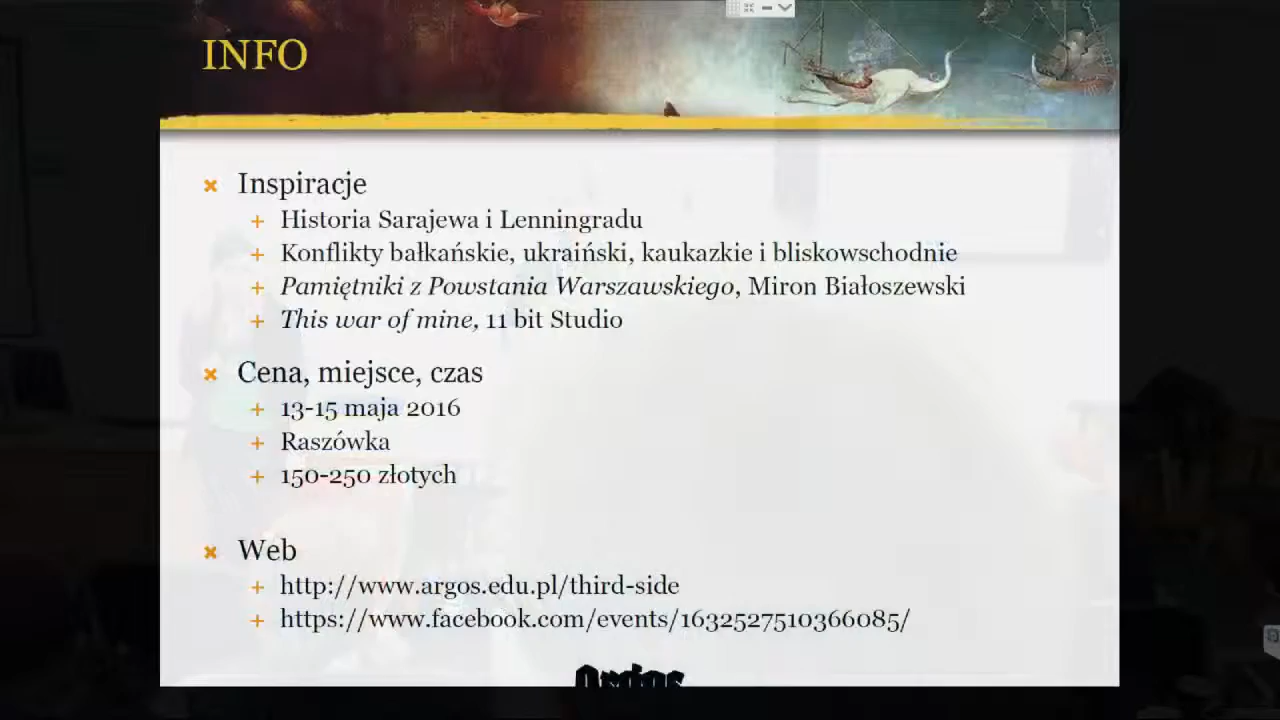 INFO
Inspiracje
Historia Sarajewa i Lenningradu
Konflikty bałkańskie, ukraiński, kaukazkie i bliskowschodnie
Pamiętniki z Powstania Warszawskiego, Miron Białoszewski
This war of mine, 11 bit Studio
Cena, miejsce, czas
13-15 maja 2016
Raszówka
150-250 złotych
Web
http://www.argos.edu.pl/third-side
https://www.facebook.com/events/1632527510366085/
Argos